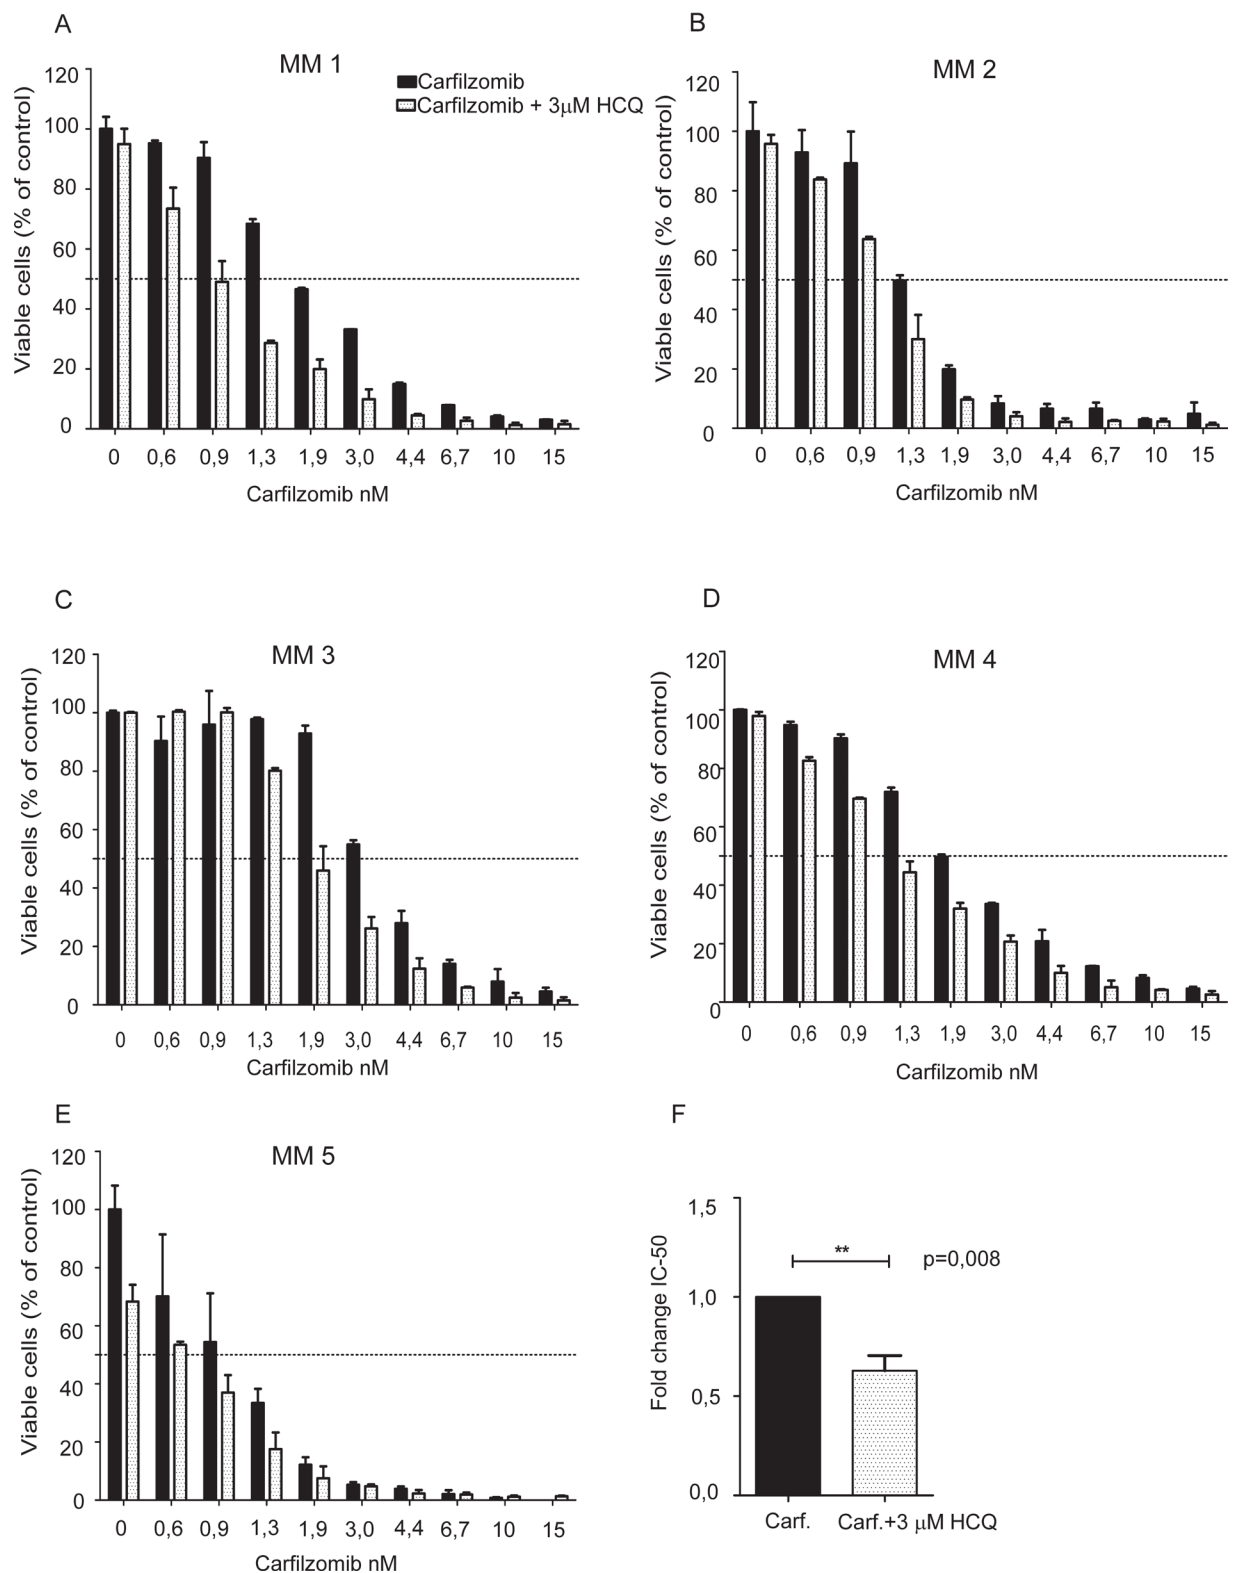 A
MM 1
Carfilzomib
Carfilzomib + 3µM HCQ
Viable cells (% of control)
120
100
80
60
40
20
0
0 0,6 0,9 1,3 1,9 3,0 4,4 6,7 10 15
Carfilzomib nM
B
MM 2
Viable cells (% of control)
120
100
80
60
40
20
0
0 0,6 0,9 1,3 1,9 3,0 4,4 6,7 10 15
Carfilzomib nM
C
MM 3
Viable cells (% of control)
120
100
80
60
40
20
0
0 0,6 0,9 1,3 1,9 3,0 4,4 6,7 10 15
Carfilzomib nM
D
MM 4
Viable cells (% of control)
120
100
80
60
40
20
0
0 0,6 0,9 1,3 1,9 3,0 4,4 6,7 10 15
Carfilzomib nM
E
MM 5
Viable cells (% of control)
120
100
80
60
40
20
0
0 0,6 0,9 1,3 1,9 3,0 4,4 6,7 10 15
Carfilzomib nM
F
Fold change IC-50
1,5
1,0
0,5
0,0
**
p=0,008
Carf. Carf.+3 µM HCQ